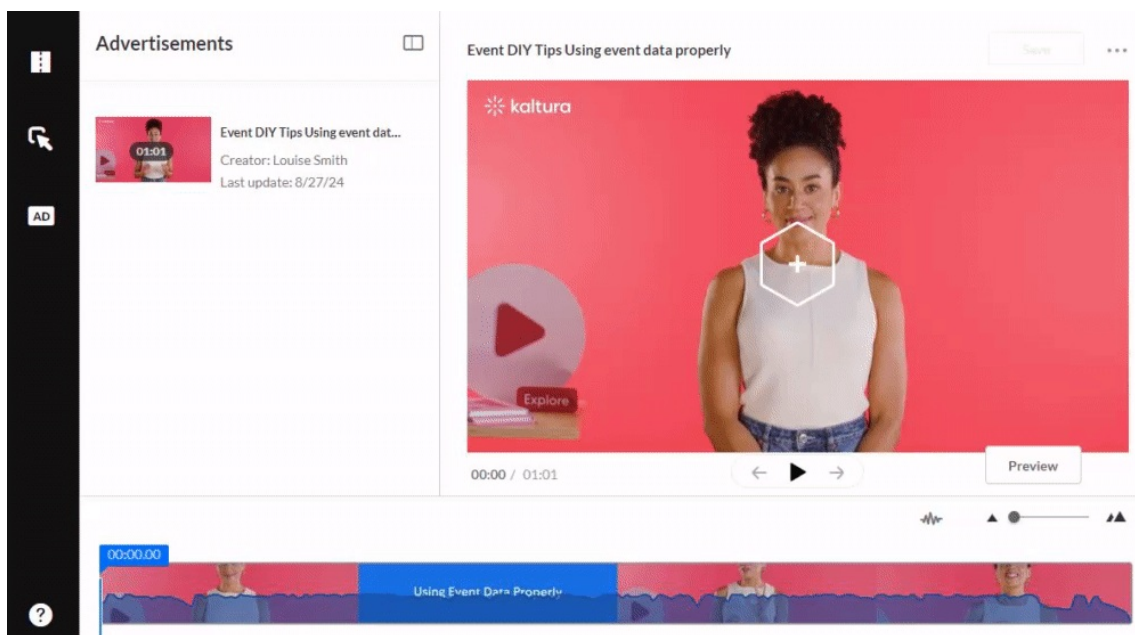 Advertisements
Event DIY Tips Using event data properly
Save
01:01
Event DIY Tips Using event dat...
Creator: Louise Smith
Last update: 8/27/24
AD
kaltura
Explore
00:00 / 01:01
Preview
00:00.00
Using Event Data Properly
?